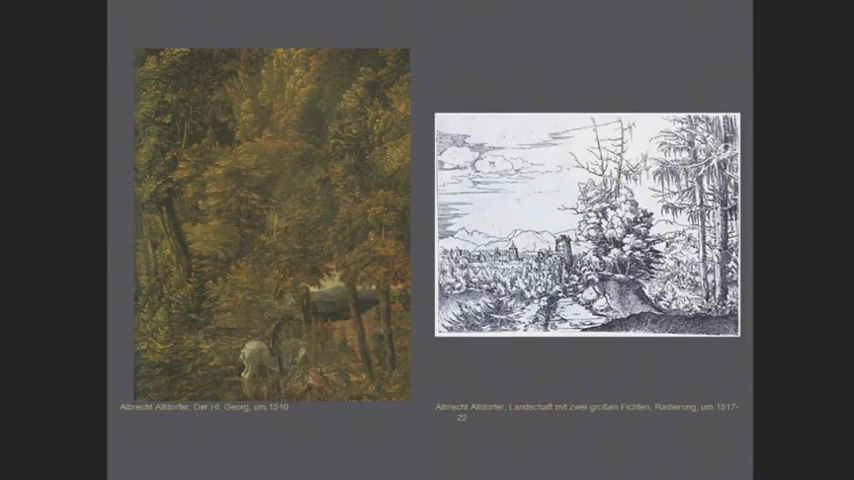 Albrecht Altdorfer, Der Hl. Georg, um 1510
Albrecht Altdorfer, Landschaft mit zwei großen Fichten, Radierung, um 1517-
22